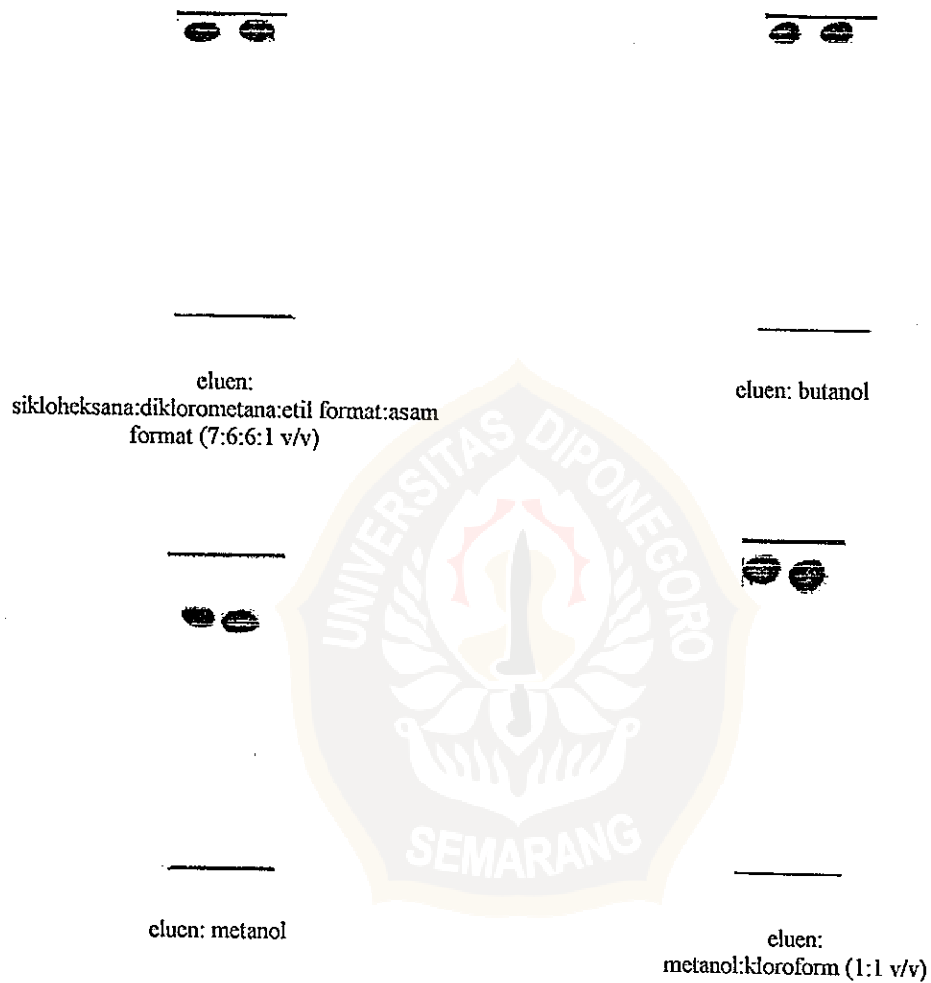 eluen:
sikloheksana:diklorometana:etil format:asam
format (7:6:6:1 v/v)
eluen: butanol
UNIVERSITAS DIPONEGORO
SEMARANG
eluen: metanol
eluen:
metanol:kloroform (1:1 v/v)